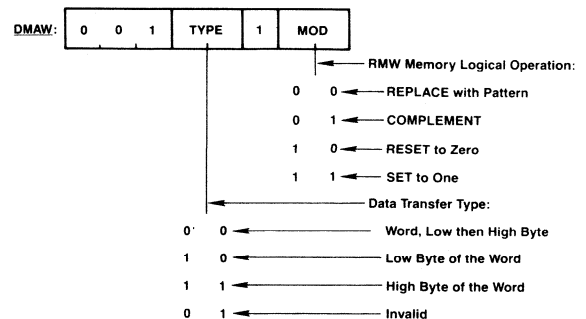 DMAW: 0 0 1 TYPE 1 MOD
RMW Memory Logical Operation:
0 0 REPLACE with Pattern
0 1 COMPLEMENT
1 0 RESET to Zero
1 1 SET to One
Data Transfer Type:
0 0 Word, Low then High Byte
1 0 Low Byte of the Word
1 1 High Byte of the Word
0 1 Invalid